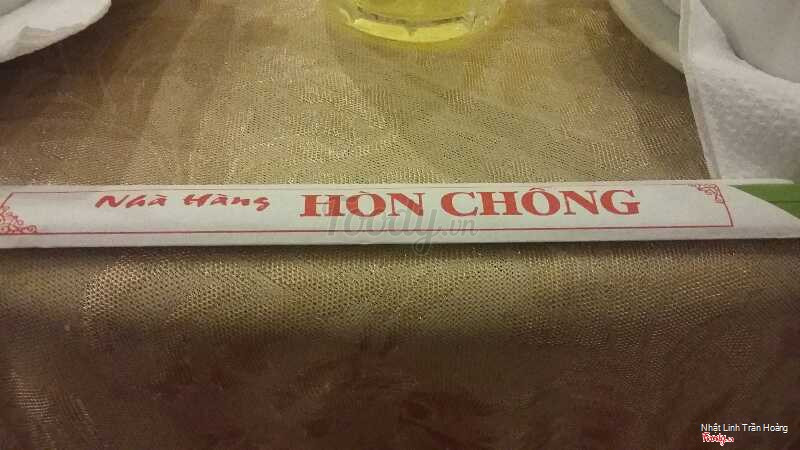 Nhà Hàng HÒN CHÔNG
foody.vn
Nhật Linh Trần Hoàng
Foody.vn